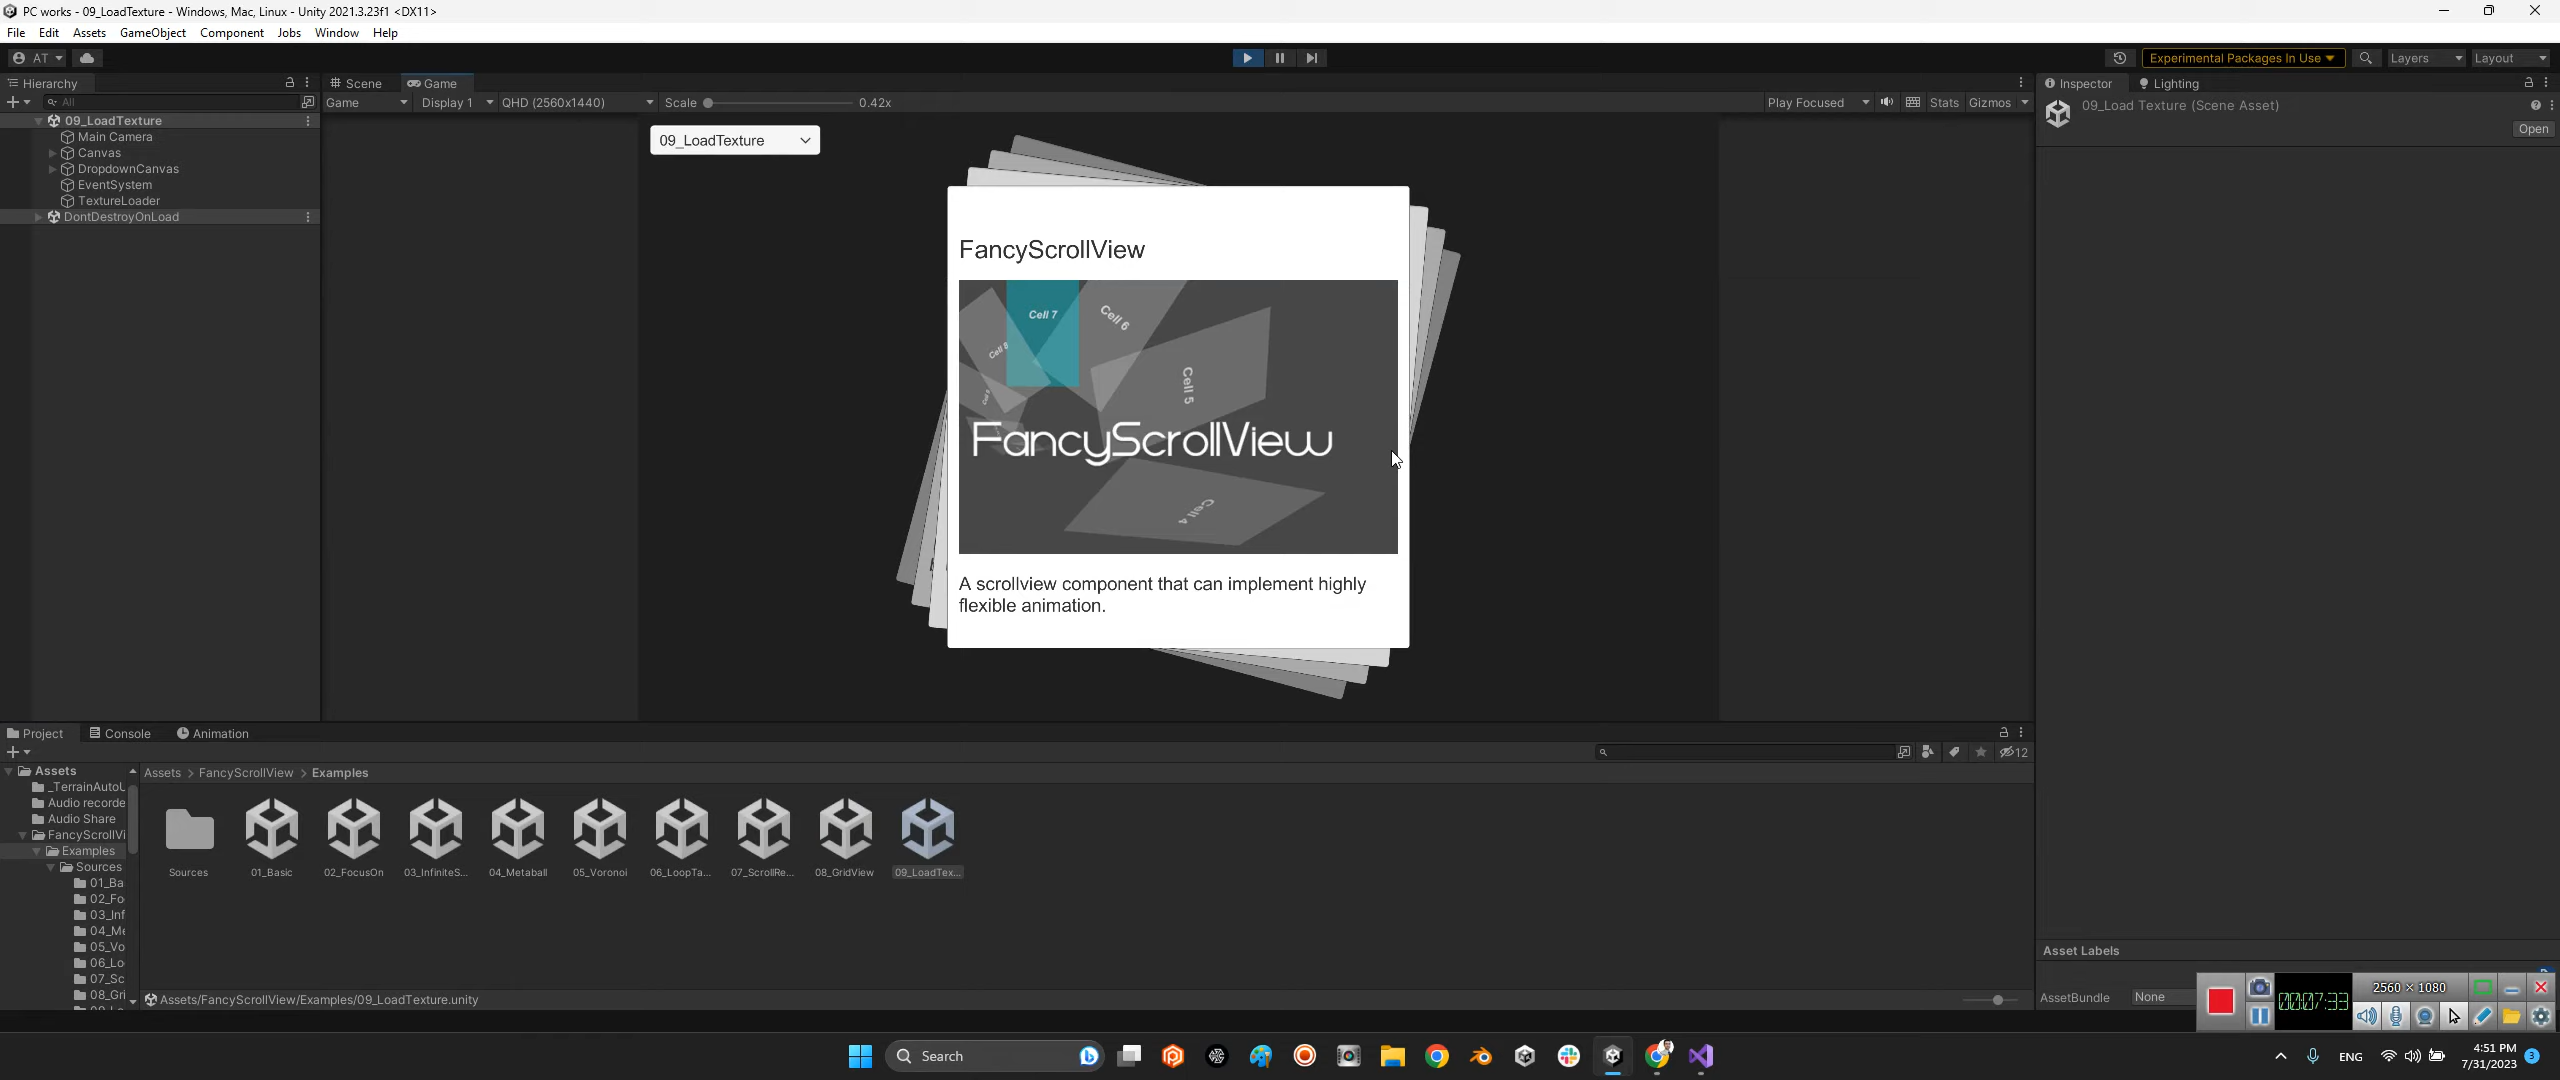 PC works - 09_LoadTexture - Windows, Mac, Linux - Unity 2021.3.23f1 <DX11>
File Edit Assets GameObject Component Jobs Window Help
AT Experimental Packages In Use Layers Layout
Hierarchy Scene Game Inspector Lighting
All Game Display 1 QHD (2560x1440) Scale 0.42x Play Focused Stats Gizmos 09_Load Texture (Scene Asset)
Open
09_LoadTexture
Main Camera
Canvas
DropdownCanvas
EventSystem
TextureLoader
DontDestroyOnLoad
09_LoadTexture
FancyScrollView
Cell 7
Cell 6
Cell 8
Cell 5
FancyScrollView
Cell 4
A scrollview component that can implement highly
flexible animation.
Project Console Animation
12
Assets
_TerrainAutoU
Audio recorde
Audio Share
FancyScrollVi
Examples
Sources
01_Ba
02_Fo
03_Inf
04_Me
05_Vo
06_Lo
07_Sc
08_Gri
Assets > FancyScrollView > Examples
Sources 01_Basic 02_FocusOn 03_InfiniteS... 04_Metaball 05_Voronoi 06_LoopTa... 07_ScrollRe... 08_GridView 09_LoadTex...
Assets/FancyScrollView/Examples/09_LoadTexture.unity
Asset Labels
AssetBundle None
00:07:33
2560 × 1080
Search
ENG
4:51 PM
7/31/2023
3